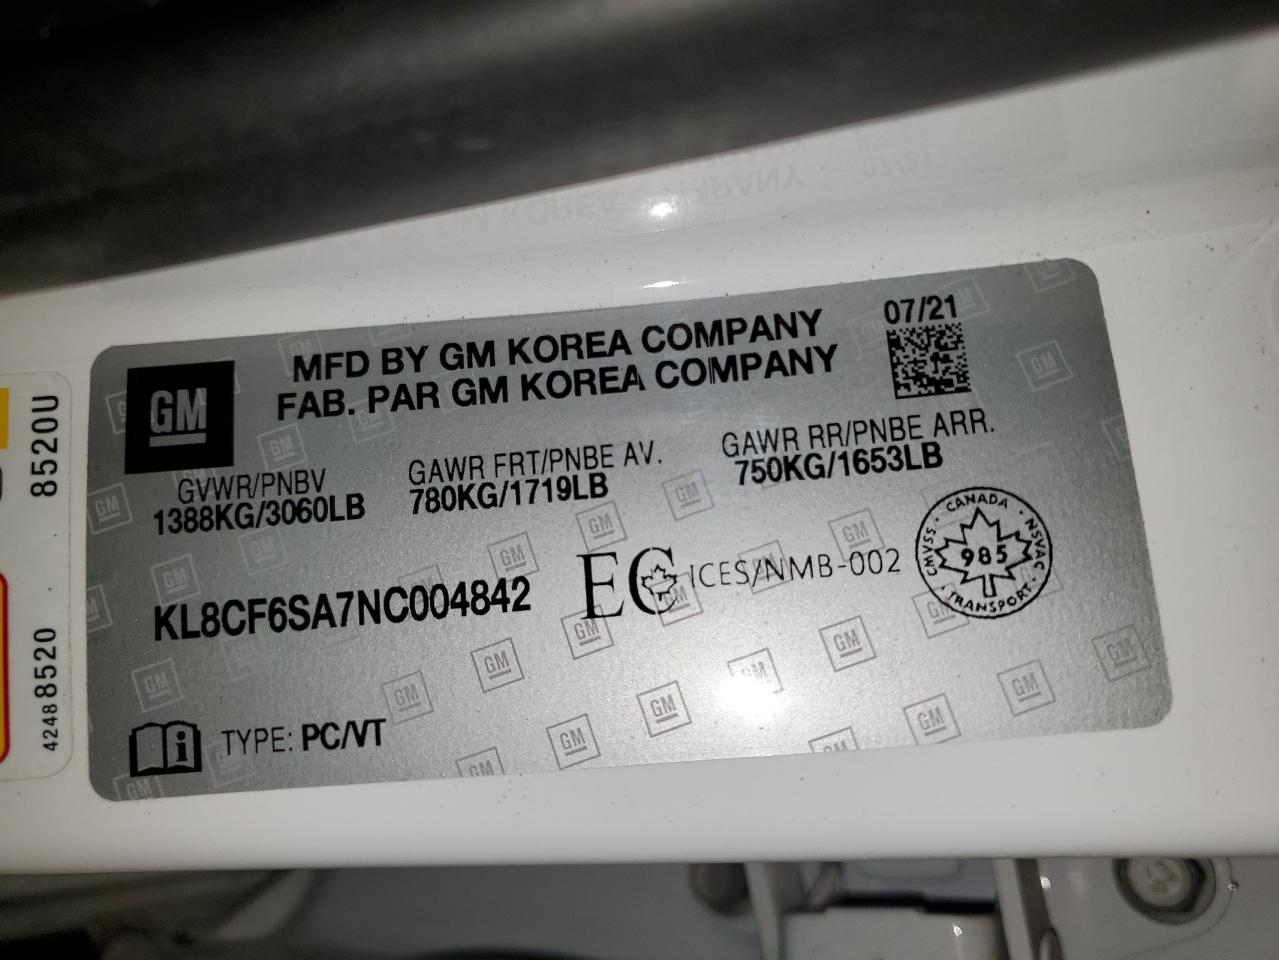 07/21
MFD BY GM KOREA COMPANY
FAB. PAR GM KOREA COMPANY
GM
GVWR/PNBV
1388KG/3060LB
GAWR FRT/PNBE AV.
780KG/1719LB
GAWR RR/PNBE ARR.
750KG/1653LB
KL8CF6SA7NC004842
EC ICES/NMB-002
CANADA
CMVSS · NSVAC
985
TRANSPORT
i TYPE: PC/VT
8520U
42488520